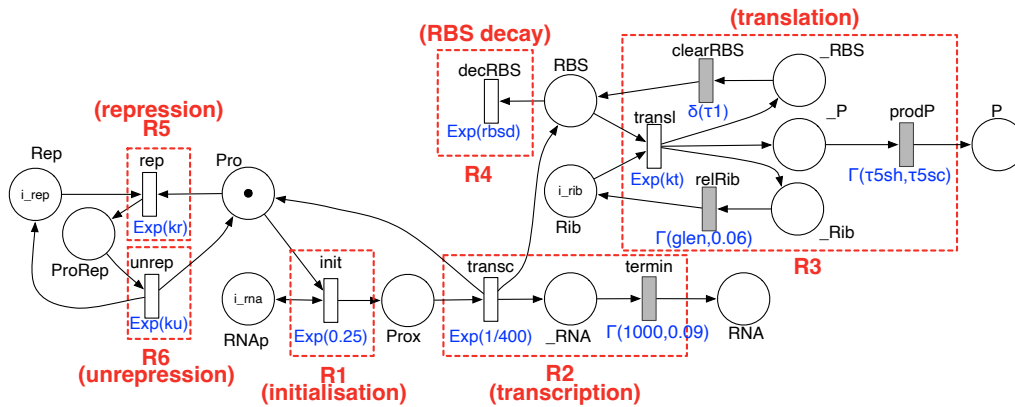 (translation)
(RBS decay)
clearRBS
_RBS
decRBS
RBS
δ(τ1)
transl
_P
prodP
P
(repression)
R5
Exp(rbsd)
R4
Rep
rep
Pro
Exp(kt)
Γ(τ5sh,τ5sc)
i_rep
i_rib
relRib
Rib
_Rib
Exp(kr)
Γ(glen,0.06)
R3
ProRep
unrep
init
transc
termin
i_rna
Exp(ku)
RNAp
Exp(0.25)
Prox
Exp(1/400)
_RNA
Γ(1000,0.09)
RNA
R6
(unrepression)
R1
(initialisation)
R2
(transcription)